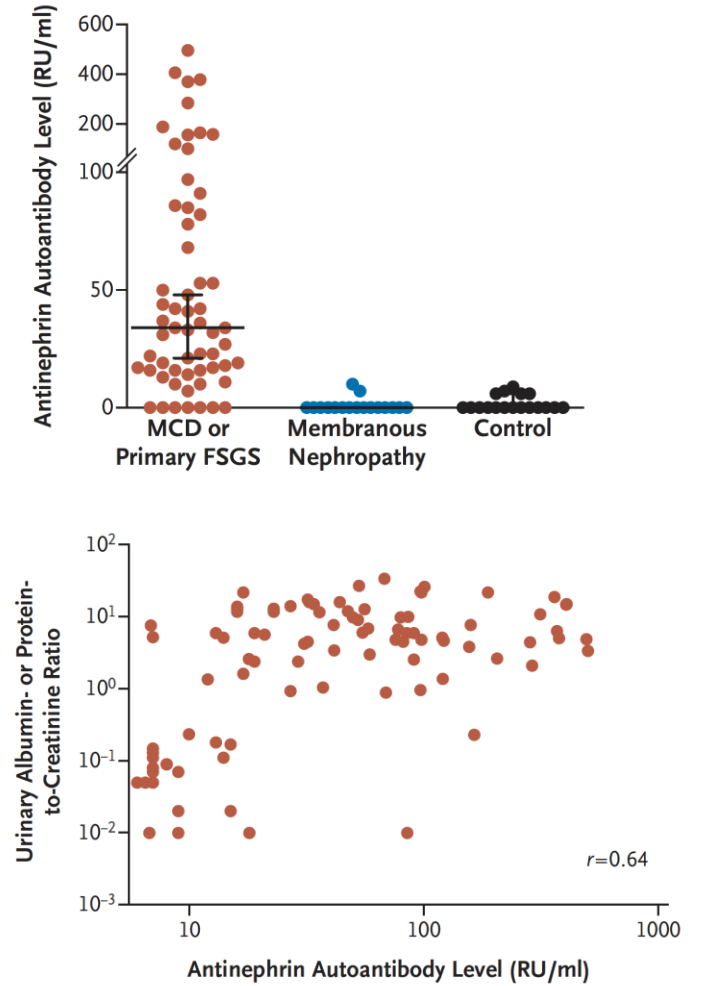 Antinephrin Autoantibody Level (RU/ml)
600
400
200
100
50
0
MCD or
Primary FSGS
Membranous
Nephropathy
Control
Urinary Albumin- or Protein-
to-Creatinine Ratio
10²
10¹
10⁰
10⁻¹
10⁻²
10⁻³
r=0.64
10
100
1000
Antinephrin Autoantibody Level (RU/ml)